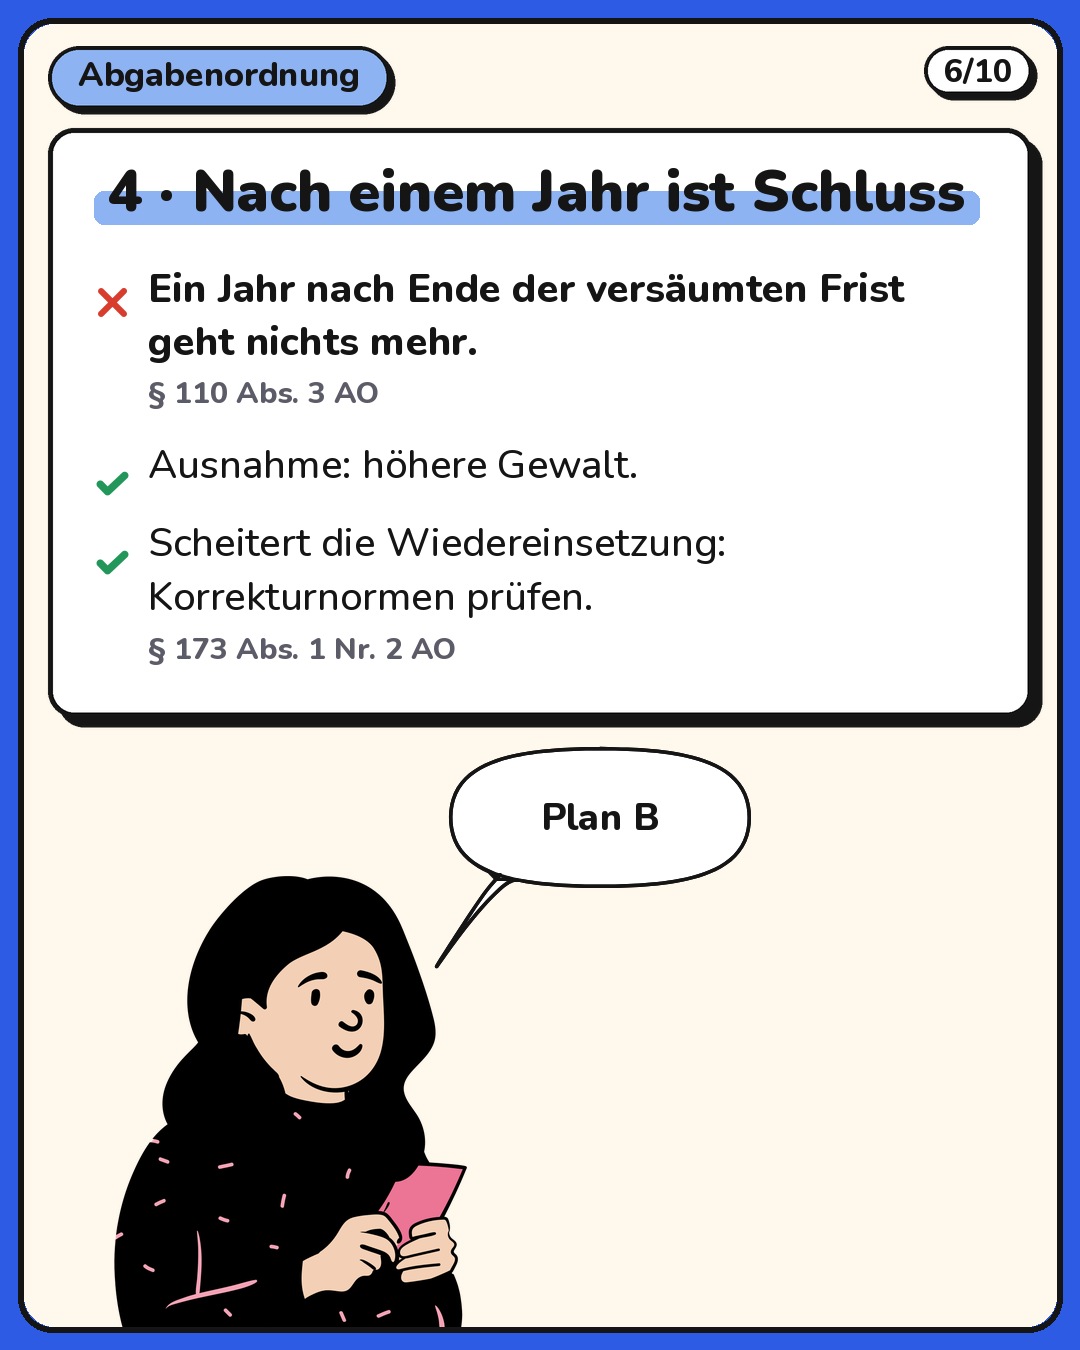 Abgabenordnung
6/10
4 · Nach einem Jahr ist Schluss
Ein Jahr nach Ende der versäumten Frist
geht nichts mehr.
§ 110 Abs. 3 AO
Ausnahme: höhere Gewalt.
Scheitert die Wiedereinsetzung:
Korrekturnormen prüfen.
§ 173 Abs. 1 Nr. 2 AO
Plan B